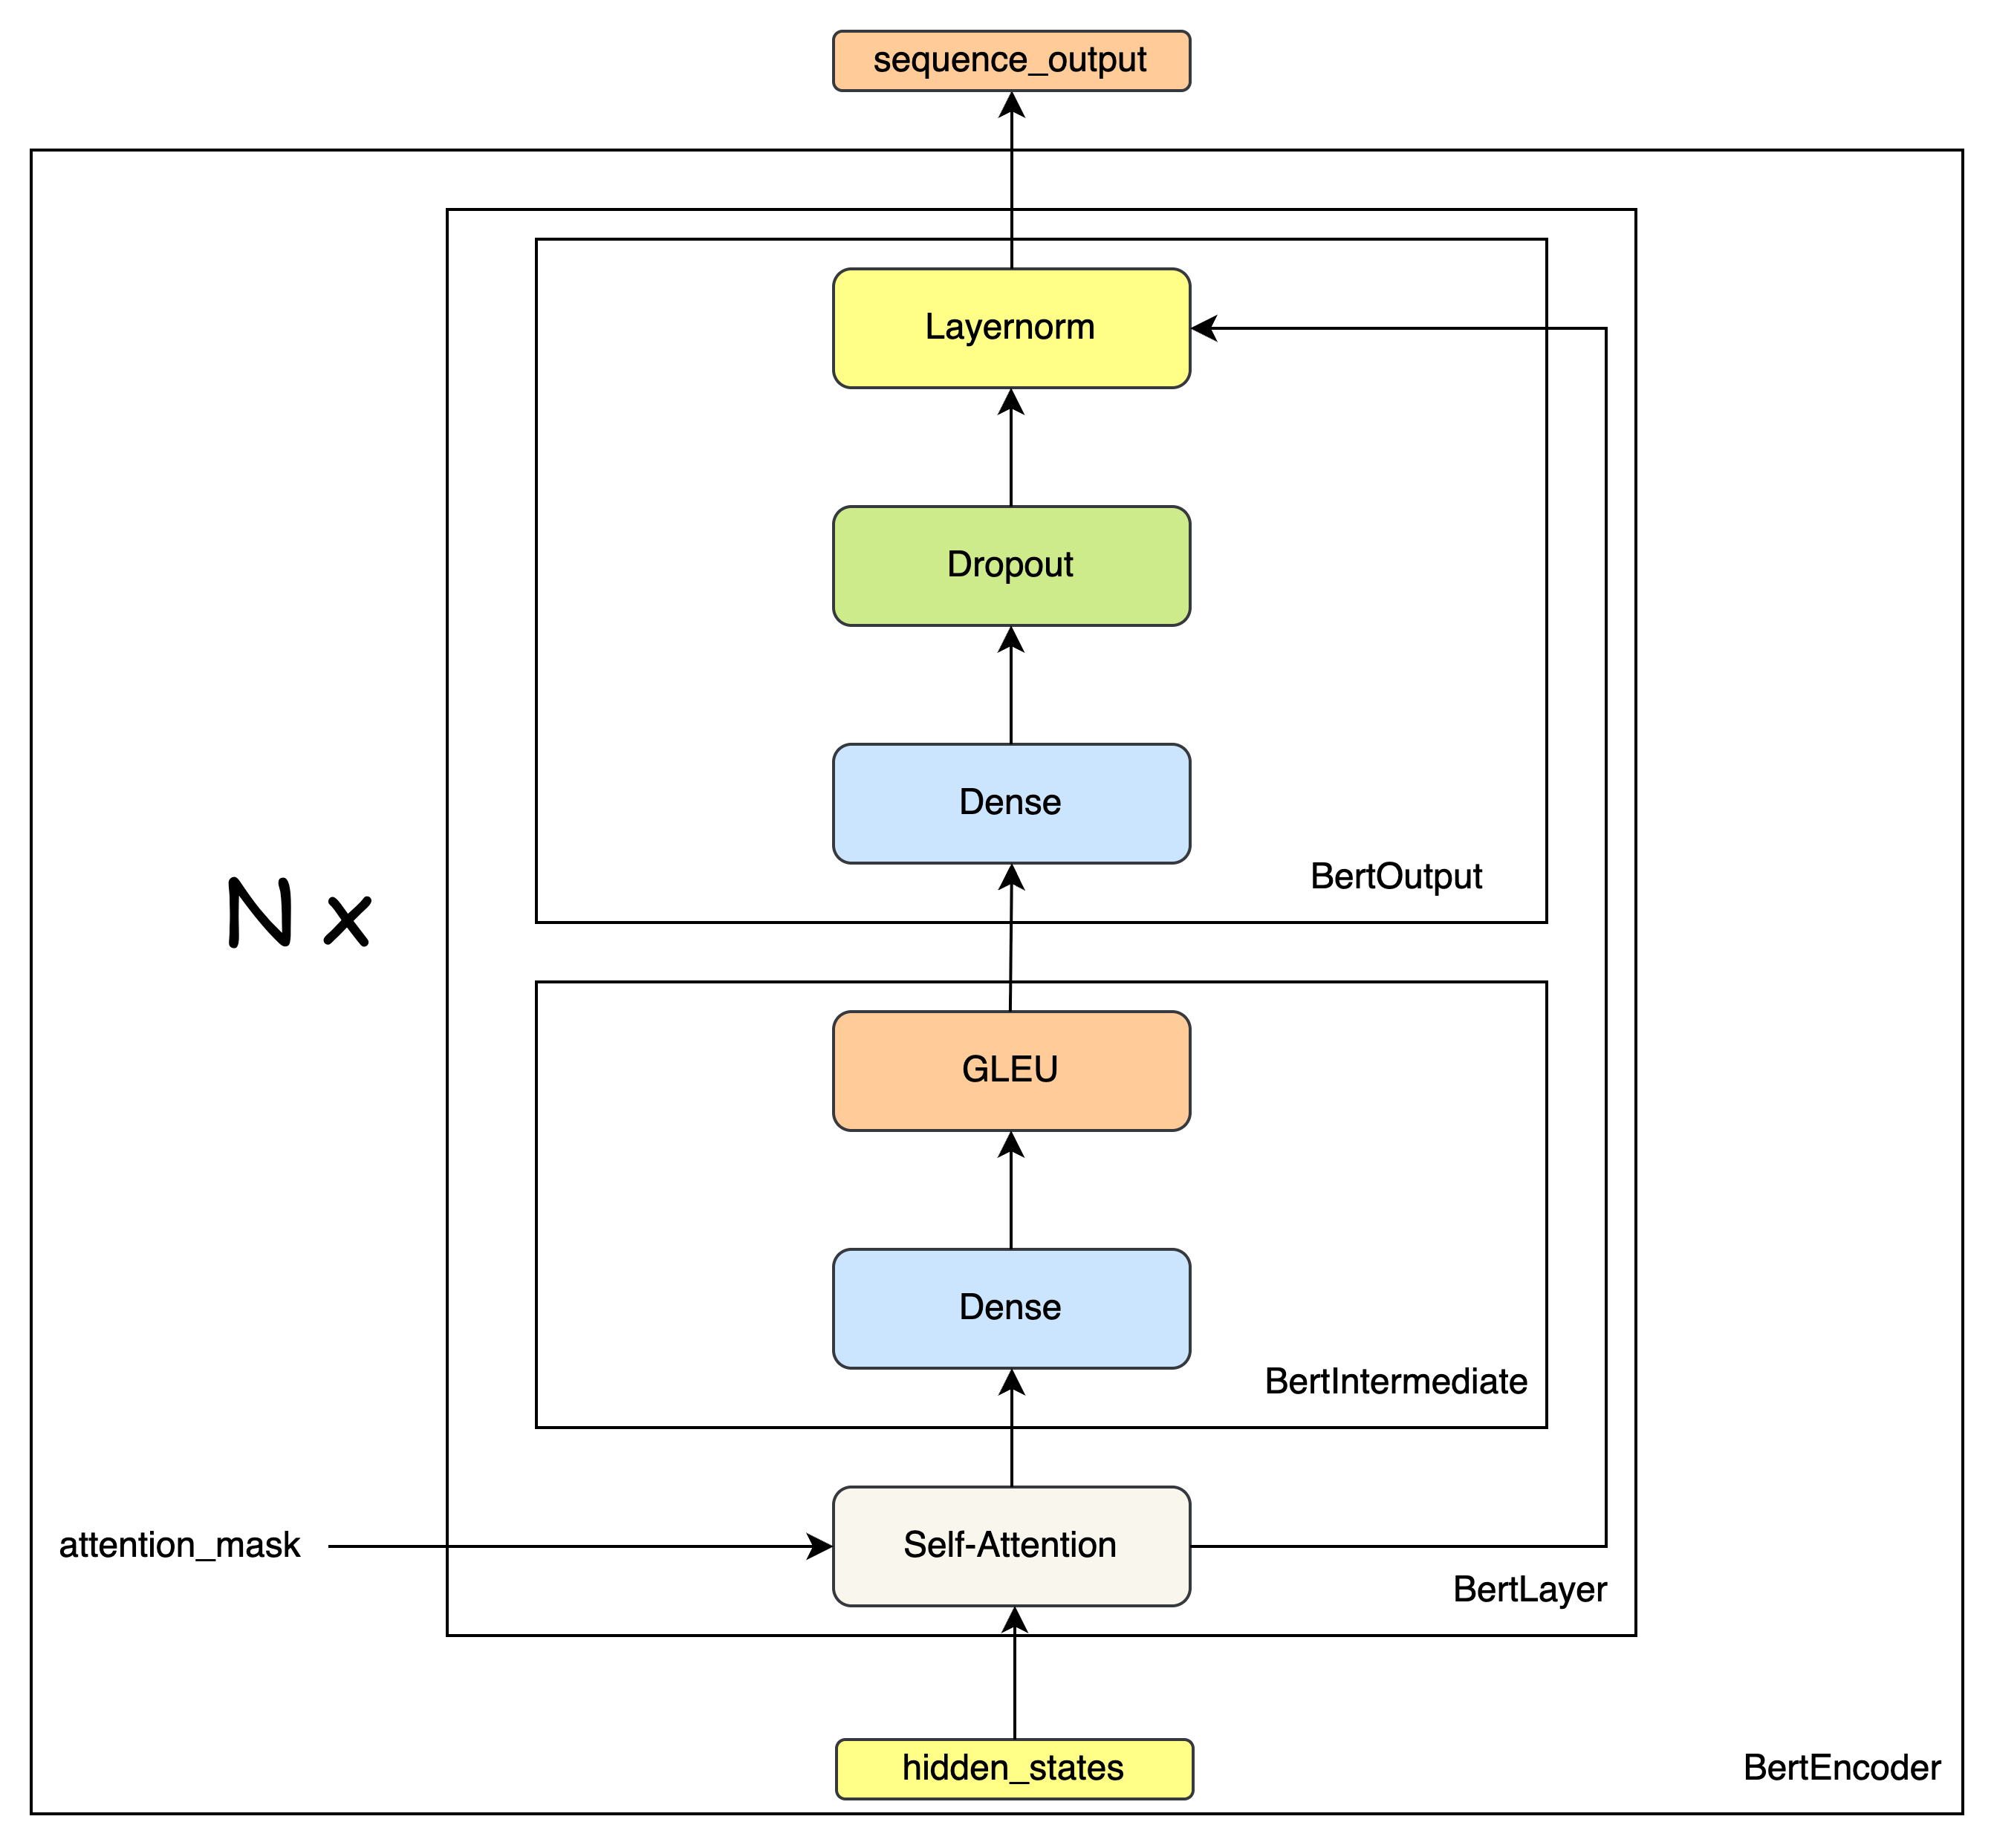 sequence_output
Layernorm
Dropout
Dense
BertOutput
N x
GLEU
Dense
BertIntermediate
attention_mask
Self-Attention
BertLayer
hidden_states
BertEncoder